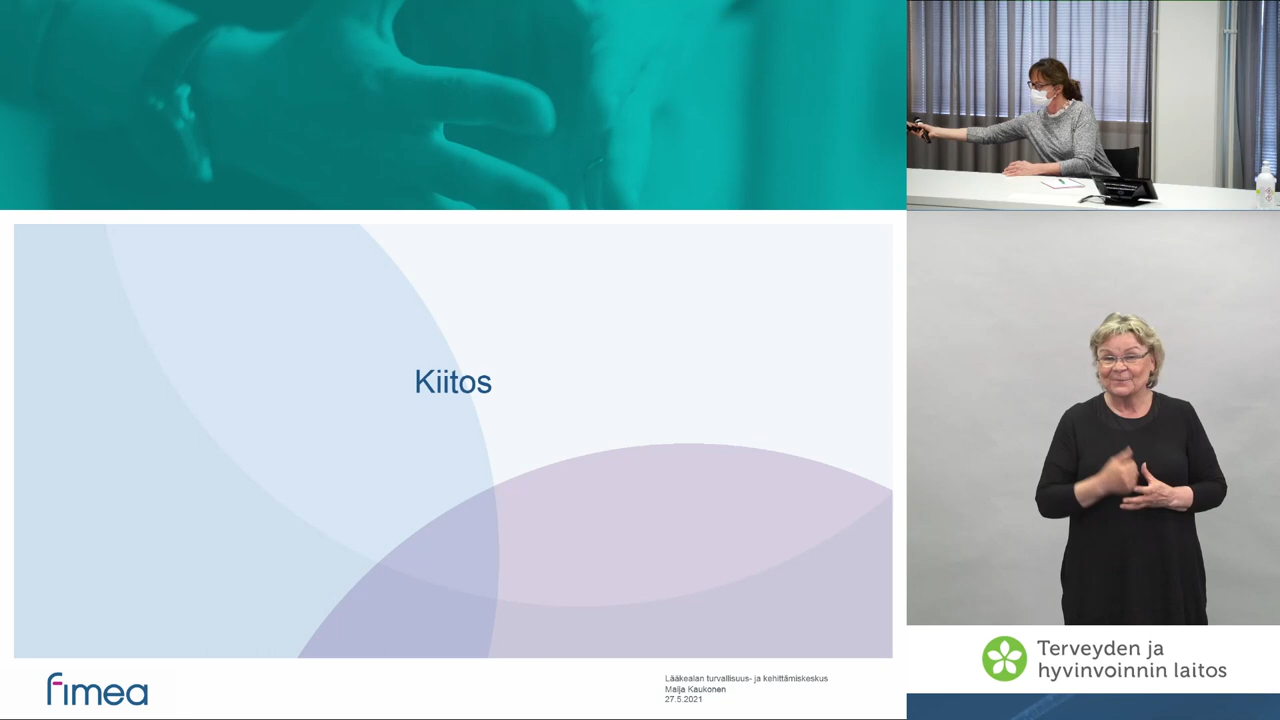 Kiitos
fimea
Lääkealan turvallisuus- ja kehittämiskeskus
Maija Kaukonen
27.5.2021
Terveyden ja
hyvinvoinnin laitos